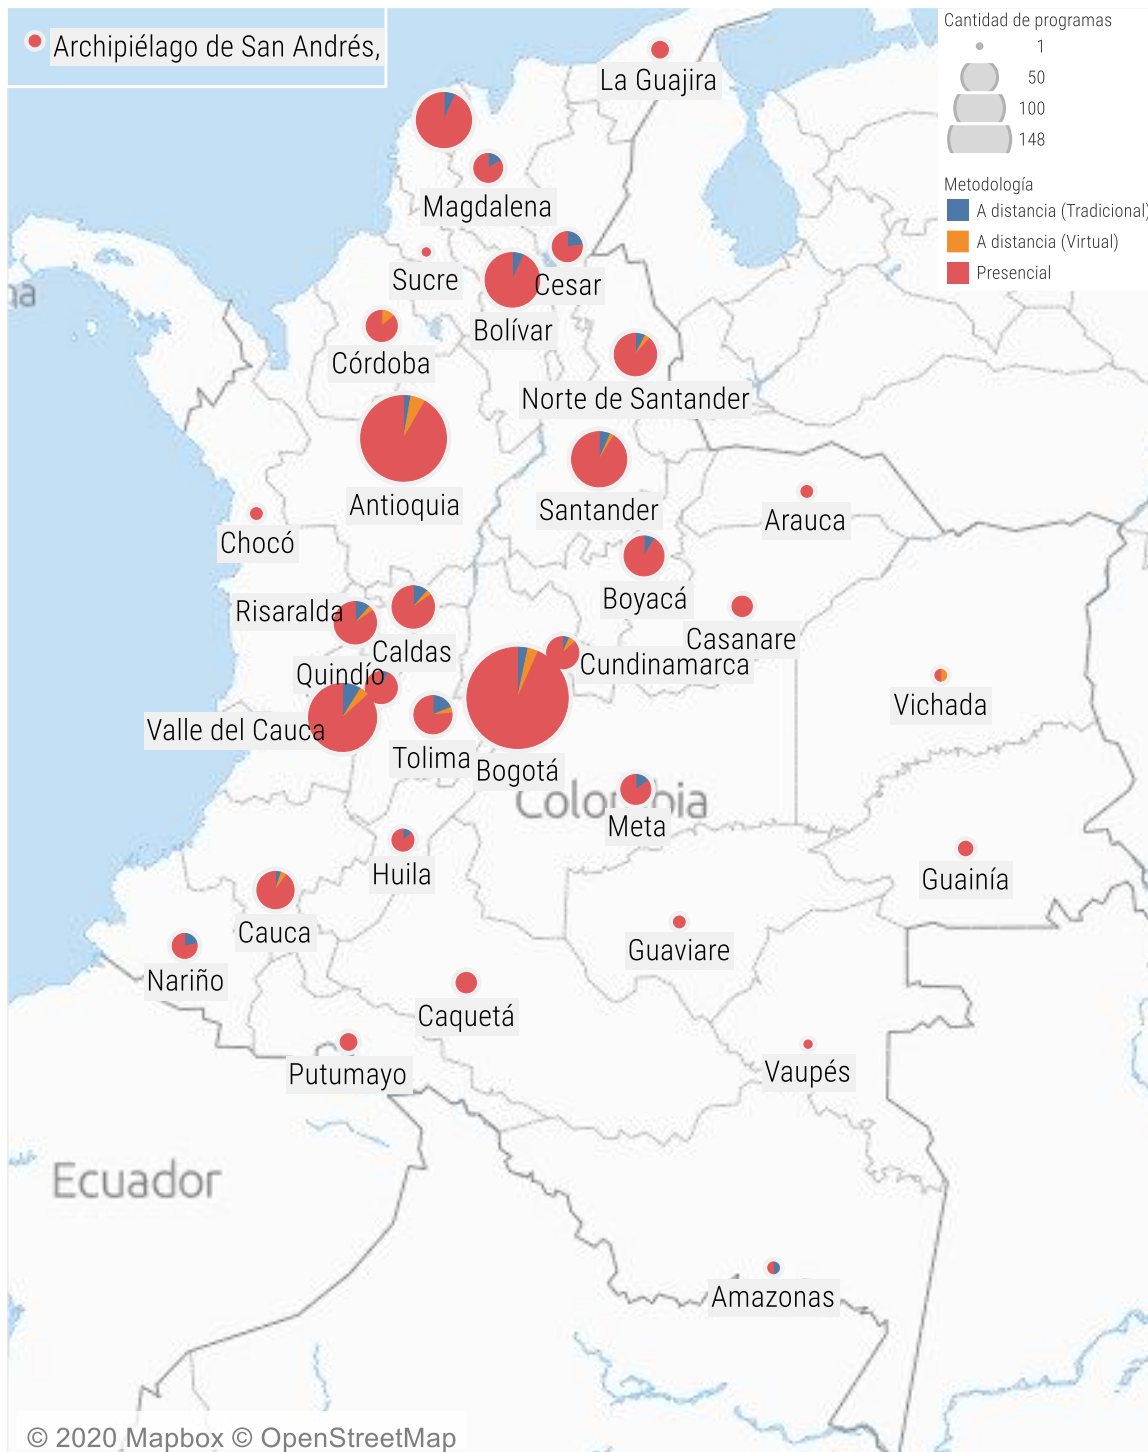 Archipiélago de San Andrés,
Cantidad de programas
1
50
100
148
Metodología
A distancia (Tradicional)
A distancia (Virtual)
Presencial
La Guajira
Magdalena
Sucre
Cesar
Bolívar
Córdoba
Norte de Santander
Antioquia
Santander
Arauca
Chocó
Boyacá
Risaralda
Caldas
Casanare
Cundinamarca
Quindío
Vichada
Valle del Cauca
Tolima
Bogotá
Colombia
Meta
Huila
Guainía
Cauca
Guaviare
Nariño
Caquetá
Putumayo
Vaupés
Ecuador
Amazonas
© 2020 Mapbox © OpenStreetMap